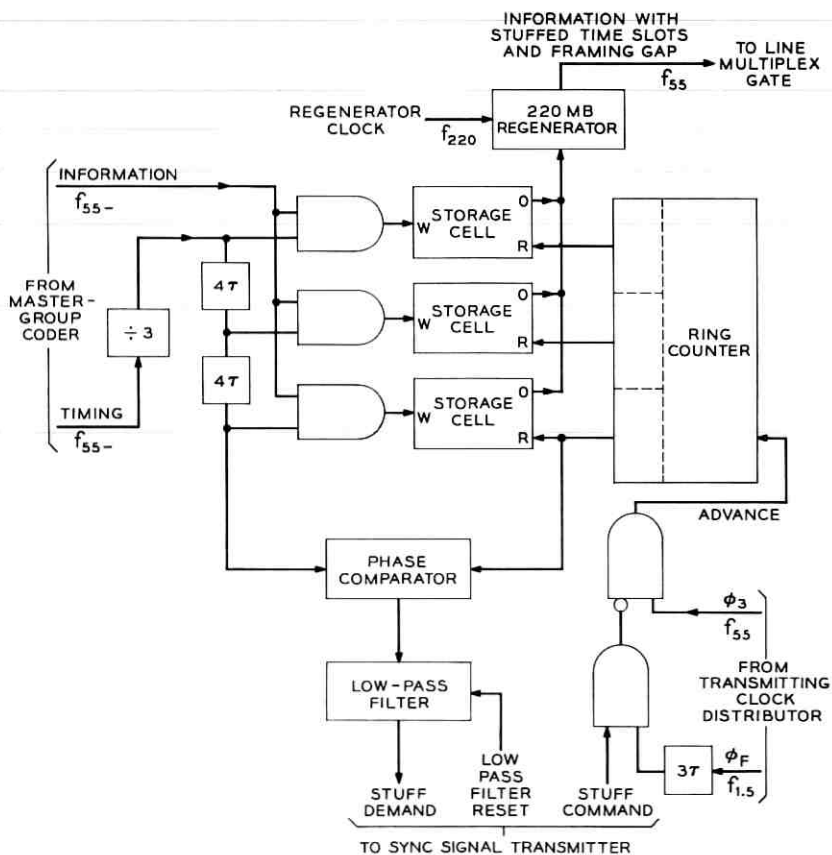 INFORMATION WITH
STUFFED TIME SLOTS
AND FRAMING GAP
f55
TO LINE
MULTIPLEX
GATE
REGENERATOR
CLOCK
f220
220 MB
REGENERATOR
INFORMATION
f55-
FROM
MASTER-
GROUP
CODER
÷3
TIMING
f55-
4τ
4τ
W
STORAGE
CELL
O
R
W
STORAGE
CELL
O
R
W
STORAGE
CELL
O
R
RING
COUNTER
ADVANCE
PHASE
COMPARATOR
LOW-PASS
FILTER
ϕ3
f55
FROM
TRANSMITTING
CLOCK
DISTRIBUTOR
3τ
ϕF
f1.5
STUFF
DEMAND
LOW
PASS
FILTER
RESET
STUFF
COMMAND
TO SYNC SIGNAL TRANSMITTER